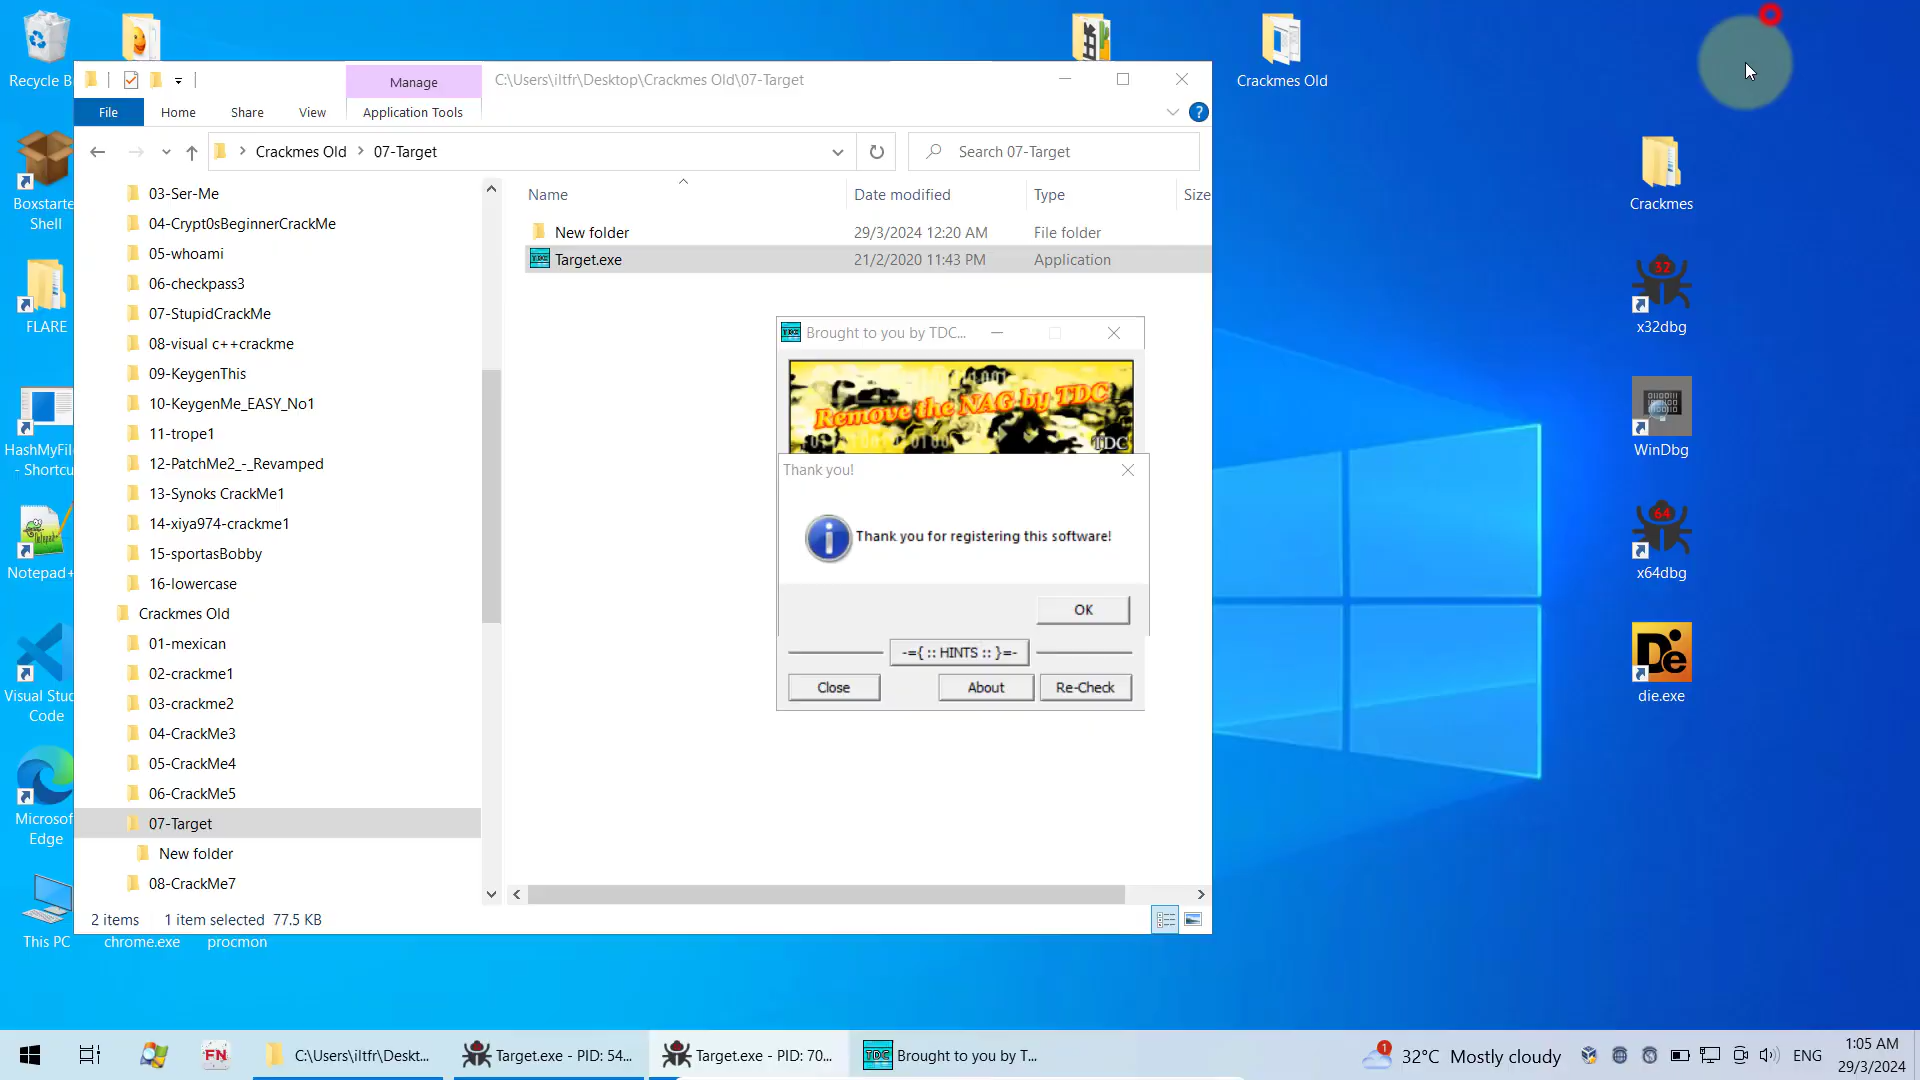 Recycle B
Boxstarte
Shell
FLARE
HashMyFil
- Shortcu
Notepad+
Visual Stud
Code
Microsof
Edge
This PC
chrome.exe
procmon
Manage
C:\Users\iltfr\Desktop\Crackmes Old\07-Target
File
Home
Share
View
Application Tools
Crackmes Old
07-Target
Search 07-Target
03-Ser-Me
04-Crypt0sBeginnerCrackMe
05-whoami
06-checkpass3
07-StupidCrackMe
08-visual c++crackme
09-KeygenThis
10-KeygenMe_EASY_No1
11-trope1
12-PatchMe2_-_Revamped
13-Synoks CrackMe1
14-xiya974-crackme1
15-sportasBobby
16-lowercase
Crackmes Old
01-mexican
02-crackme1
03-crackme2
04-CrackMe3
05-CrackMe4
06-CrackMe5
07-Target
New folder
08-CrackMe7
Name
Date modified
Type
Size
New folder
29/3/2024 12:20 AM
File folder
Target.exe
21/2/2020 11:43 PM
Application
Brought to you by TDC...
Remove the NAG by TDC
TDC
Thank you!
Thank you for registering this software!
OK
-={ :: HINTS :: }=-
Close
About
Re-Check
2 items
1 item selected
77.5 KB
Crackmes Old
Crackmes
32
x32dbg
WinDbg
64
x64dbg
De
die.exe
FN
C:\Users\iltfr\Deskt...
Target.exe - PID: 54...
Target.exe - PID: 70...
TDC
Brought to you by T...
1
32°C
Mostly cloudy
ENG
1:05 AM
29/3/2024